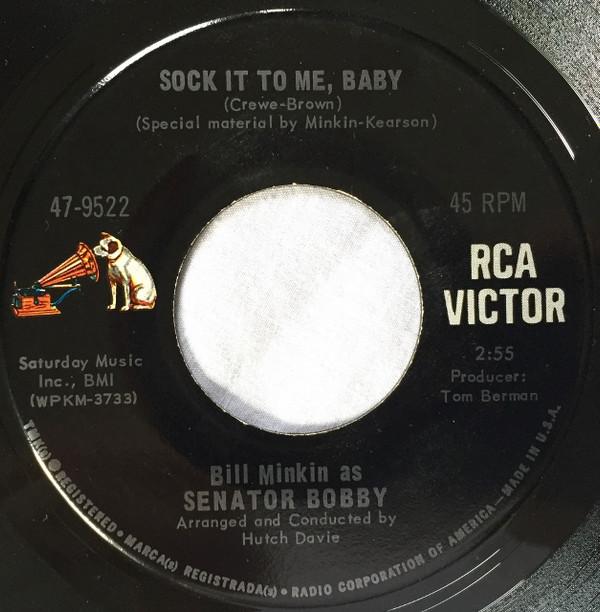 SOCK IT TO ME, BABY
(Crewe-Brown)
(Special material by Minkin-Kearson)
47-9522
45 RPM
RCA
VICTOR
Saturday Music
Inc., BMI
(WPKM-3733)
2:55
Producer:
Tom Berman
Bill Minkin as
SENATOR BOBBY
Arranged and Conducted by
Hutch Davie
TMK(s) ® REGISTERED • MARCA(s) REGISTRADA(s) • RADIO CORPORATION OF AMERICA—MADE IN U.S.A.